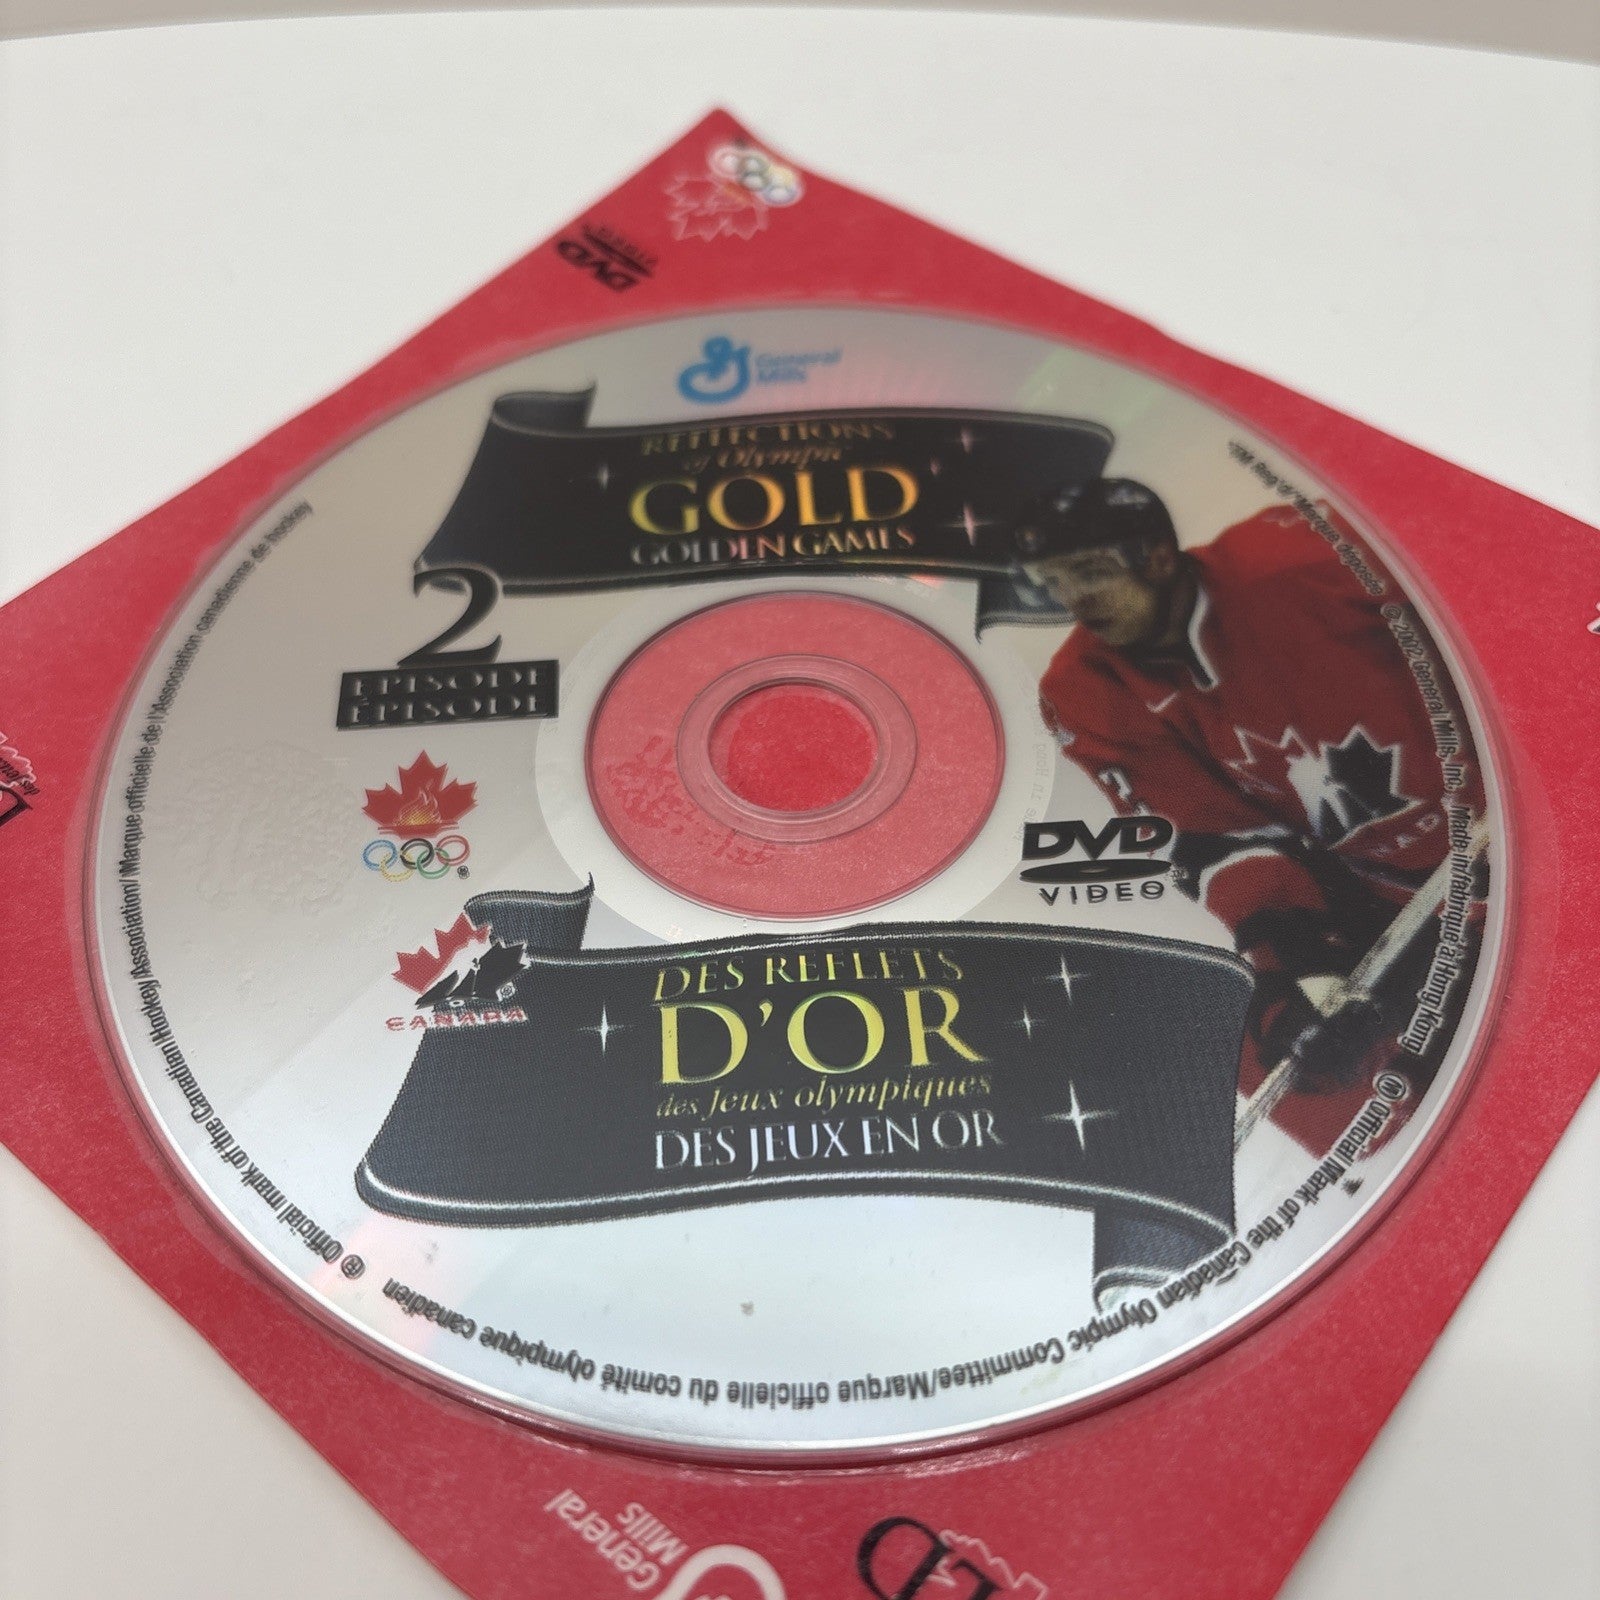 DVD
General
Mills
REFLECTIONS
of Olympic
GOLD
GOLDEN GAMES
2
EPISODE
ÉPISODE
DVD
VIDEO
CANADA
DES REFLETS
D'OR
des jeux olympiques
DES JEUX EN OR
® Official mark of the Canadian Hockey Association/Marque officielle de l'Association canadienne de hockey
© 2002 General Mills, Inc. Made in/fabriqué à Hong Kong
Official Mark of the Canadian Olympic Committee/Marque officielle du comité olympique canadien
General
Mills